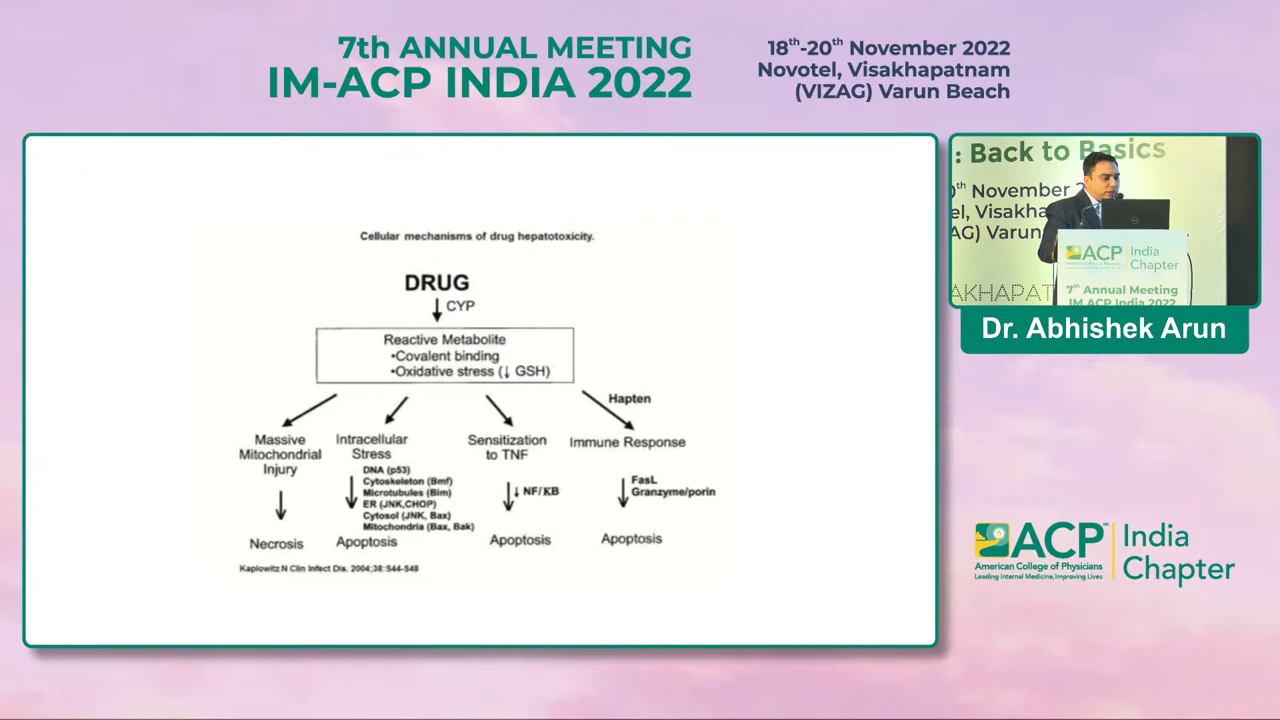 7th ANNUAL MEETING
IM-ACP INDIA 2022
18th-20th November 2022
Novotel, Visakhapatnam
(VIZAG) Varun Beach
Cellular mechanisms of drug hepatotoxicity.
DRUG
CYP
Reactive Metabolite
•Covalent binding
•Oxidative stress (↓ GSH)
Hapten
Massive
Mitochondrial
Injury
Necrosis
Intracellular
Stress
DNA (p53)
Cytoskeleton (Bmf)
Microtubules (Bim)
ER (JNK,CHOP)
Cytosol (JNK, Bax)
Mitochondria (Bax, Bak)
Apoptosis
Sensitization
to TNF
↓ NF/KB
Apoptosis
Immune Response
FasL
Granzyme/porin
Apoptosis
Kaplowitz N Clin Infect Dis. 2004;38:S44-S48
: Back to Basics
November
Varun
ACP
India
Chapter
7th Annual Meeting
IM ACP India 2022
Dr. Abhishek Arun
ACP™
American College of Physicians
Leading Internal Medicine, Improving Lives
India
Chapter